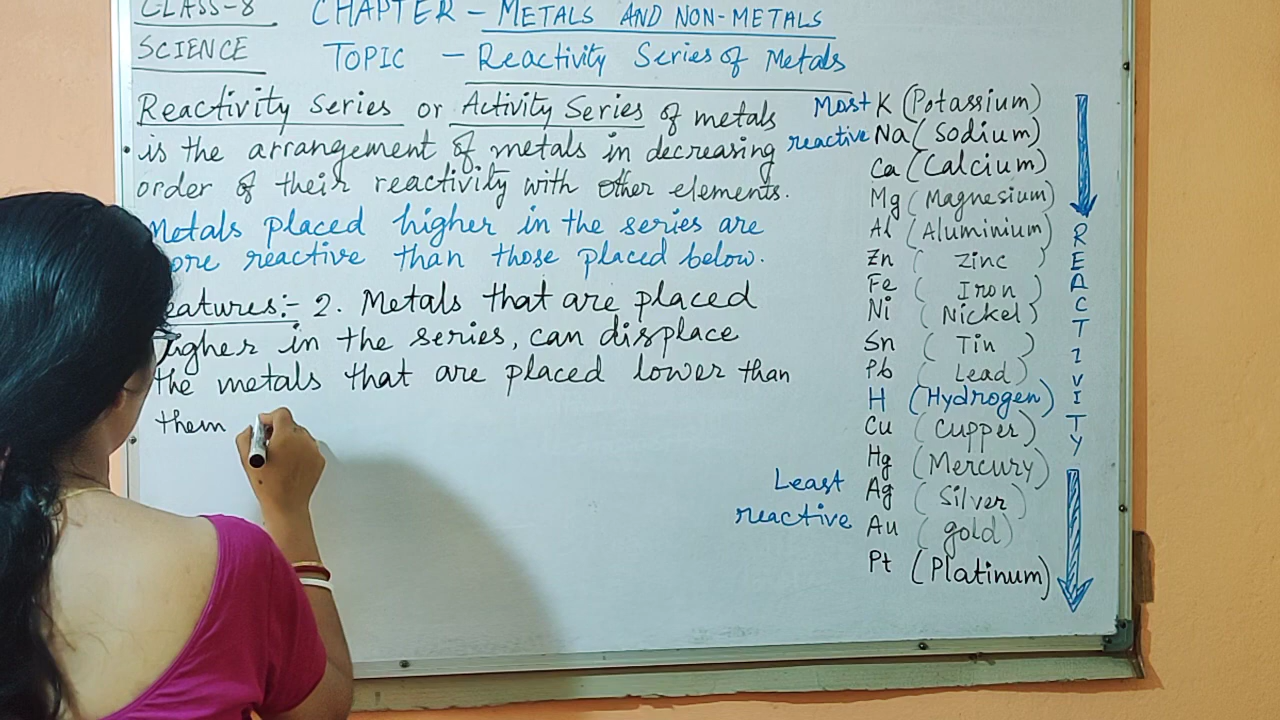 CLASS-8 CHAPTER - METALS AND NON-METALS
SCIENCE TOPIC - Reactivity Series of Metals
Reactivity Series or Activity Series of metals
is the arrangement of metals in decreasing
order of their reactivity with other elements.
Metals placed higher in the series are
ore reactive than those placed below.
eatures:- 2. Metals that are placed
igher in the series, can displace
the metals that are placed lower than
them
Most
reactive
K (Potassium)
Na (Sodium)
Ca (Calcium)
Mg (Magnesium)
Al (Aluminium)
Zn (Zinc)
Fe (Iron)
Ni (Nickel)
Sn (Tin)
Pb (Lead)
H (Hydrogen)
Cu (Cupper)
Hg (Mercury)
Ag (Silver)
Au (gold)
Pt (Platinum)
Least
reactive
REACTIVITY